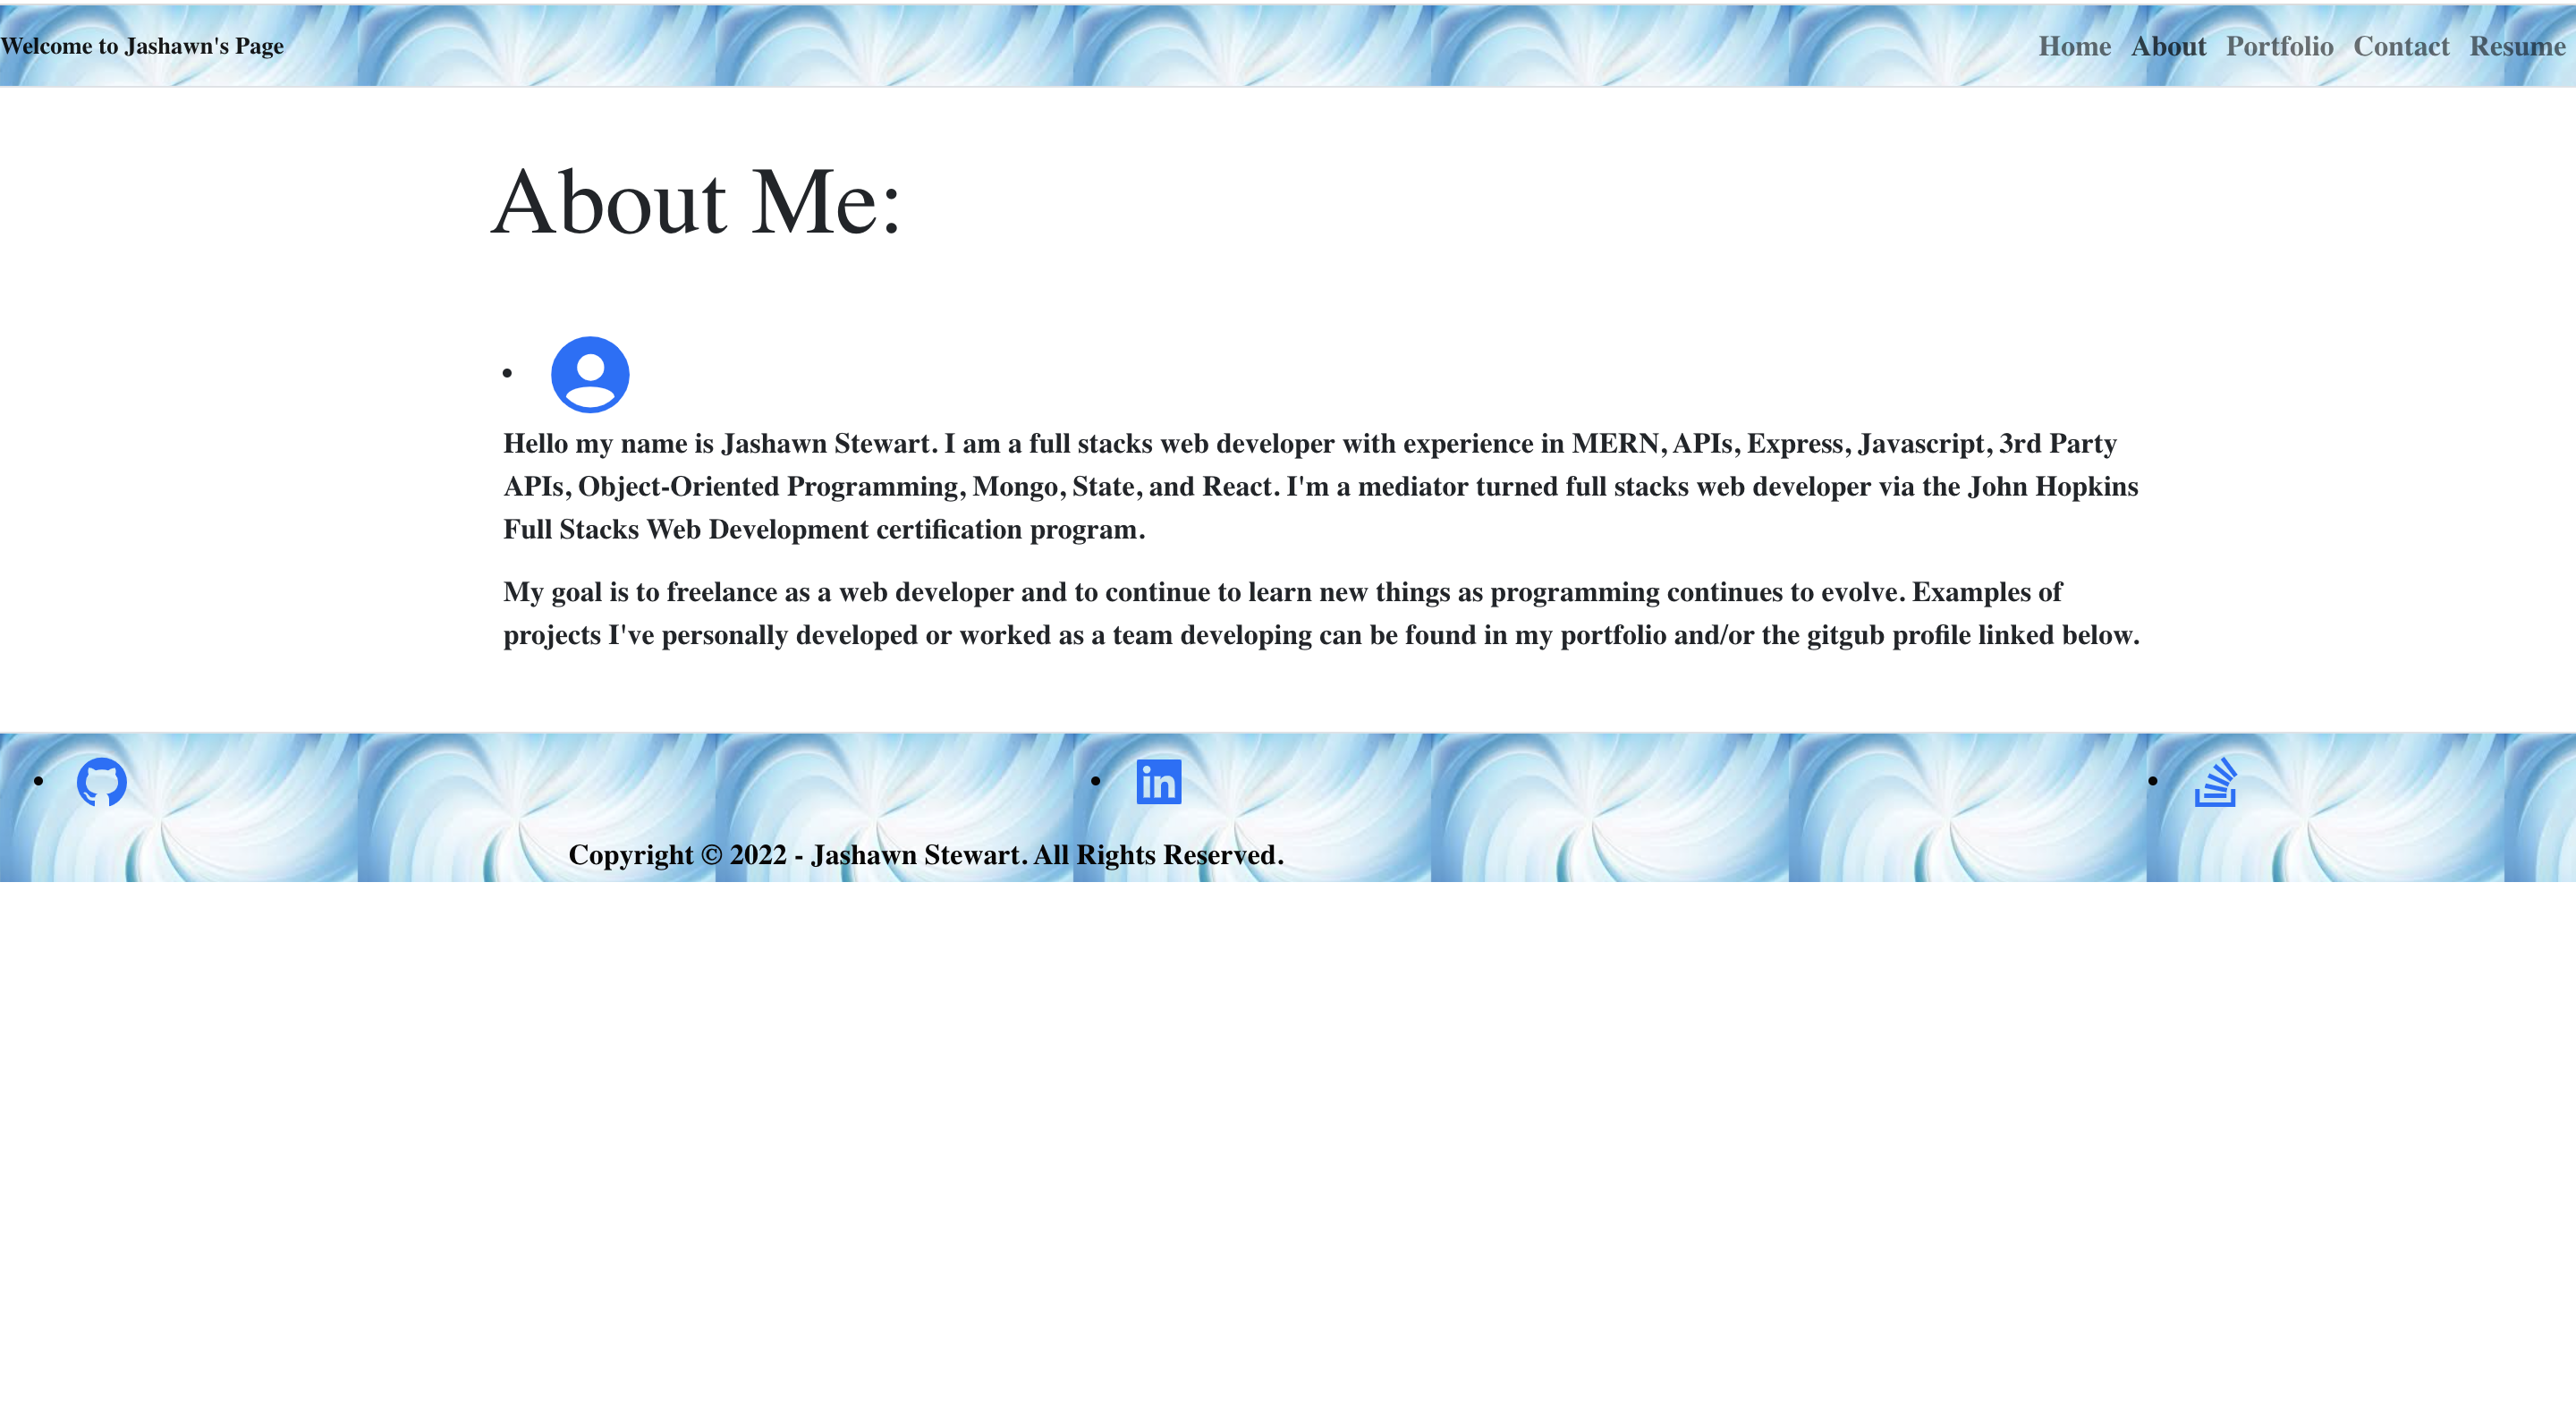 Welcome to Jashawn's Page
Home About Portfolio Contact Resume
About Me:
Hello my name is Jashawn Stewart. I am a full stacks web developer with experience in MERN, APIs, Express, Javascript, 3rd Party
APIs, Object-Oriented Programming, Mongo, State, and React. I'm a mediator turned full stacks web developer via the John Hopkins
Full Stacks Web Development certification program.
My goal is to freelance as a web developer and to continue to learn new things as programming continues to evolve. Examples of
projects I've personally developed or worked as a team developing can be found in my portfolio and/or the gitgub profile linked below.
in
Copyright © 2022 - Jashawn Stewart. All Rights Reserved.